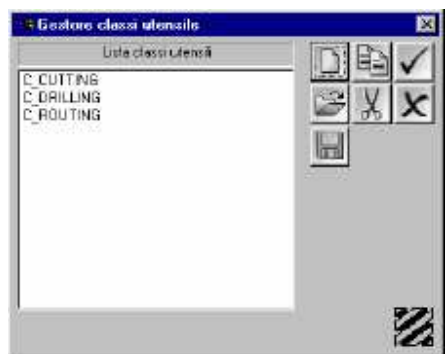 Gestore classi utensile
Lista classi utensili
C_CUTTING
C_DRILLING
C_ROUTING